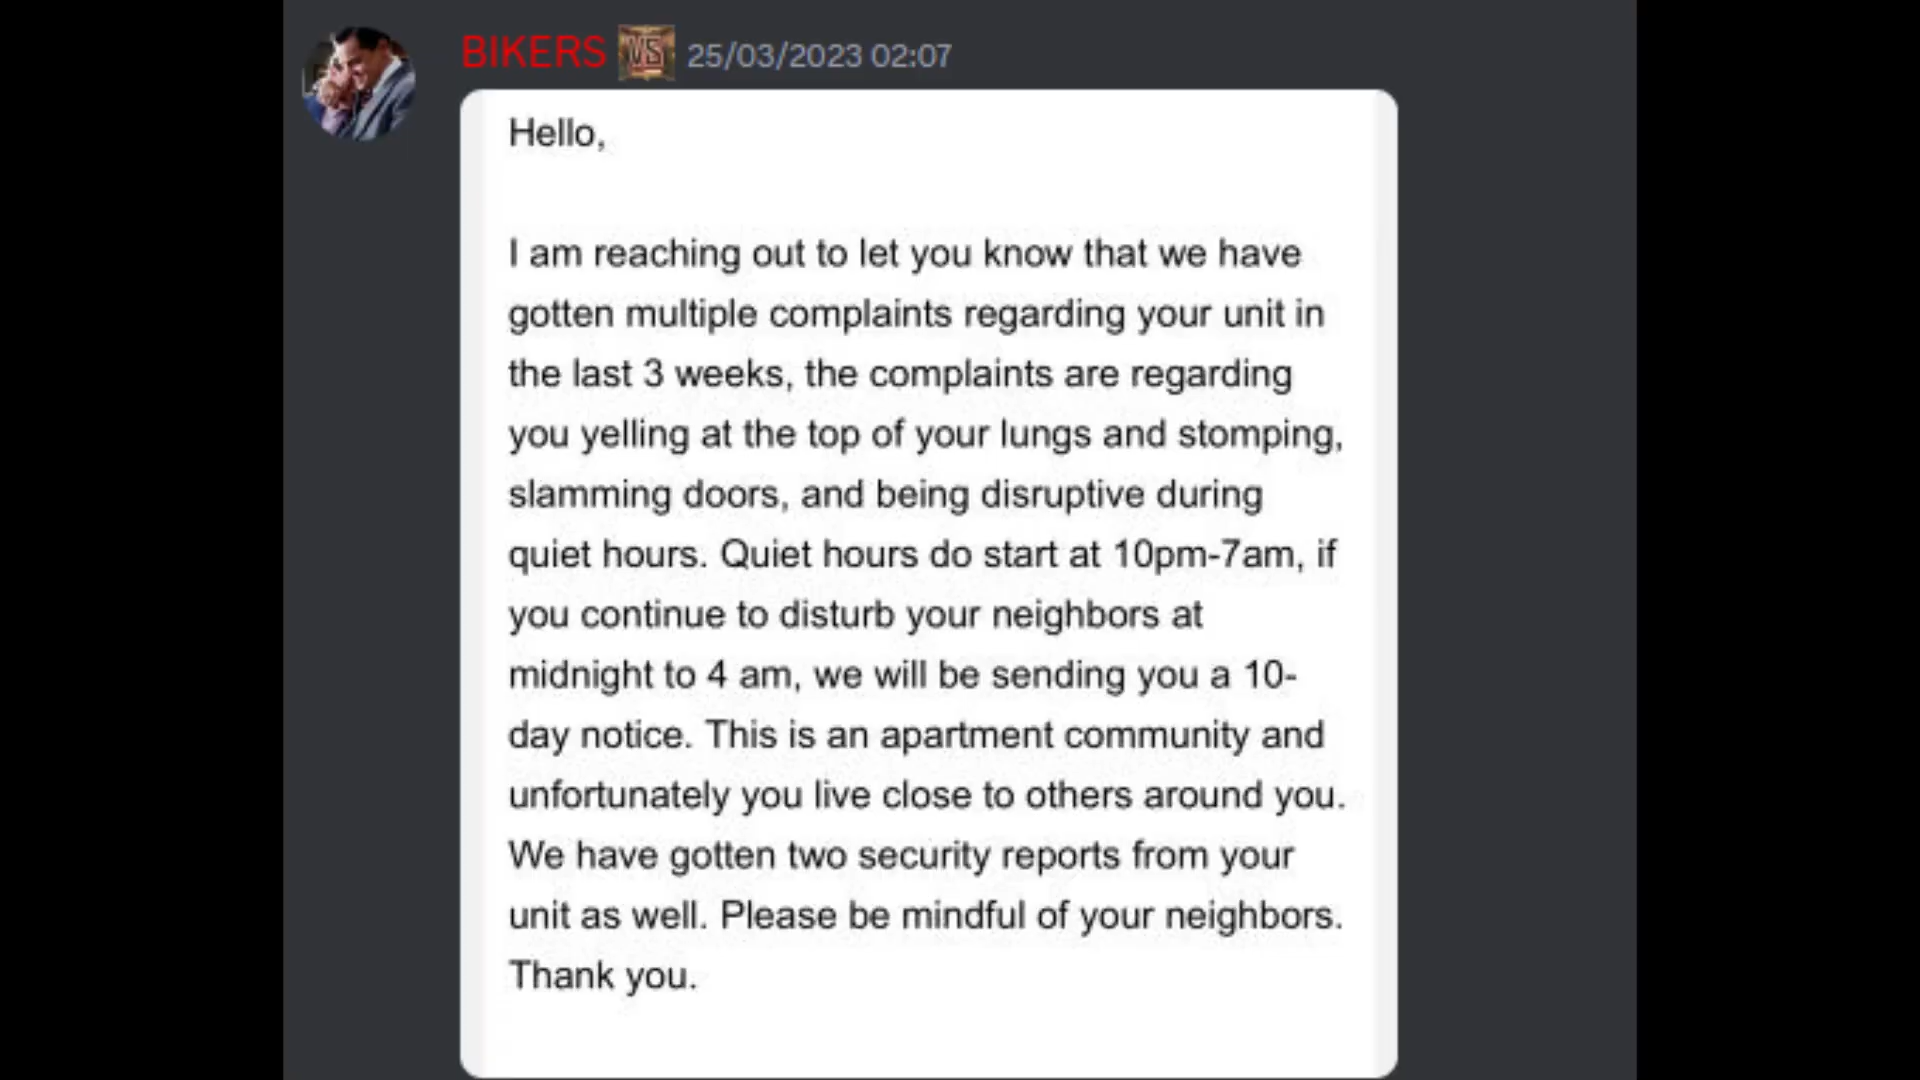 BIKERS VS 25/03/2023 02:07
Hello,
I am reaching out to let you know that we have
gotten multiple complaints regarding your unit in
the last 3 weeks, the complaints are regarding
you yelling at the top of your lungs and stomping,
slamming doors, and being disruptive during
quiet hours. Quiet hours do start at 10pm-7am, if
you continue to disturb your neighbors at
midnight to 4 am, we will be sending you a 10-
day notice. This is an apartment community and
unfortunately you live close to others around you.
We have gotten two security reports from your
unit as well. Please be mindful of your neighbors.
Thank you.